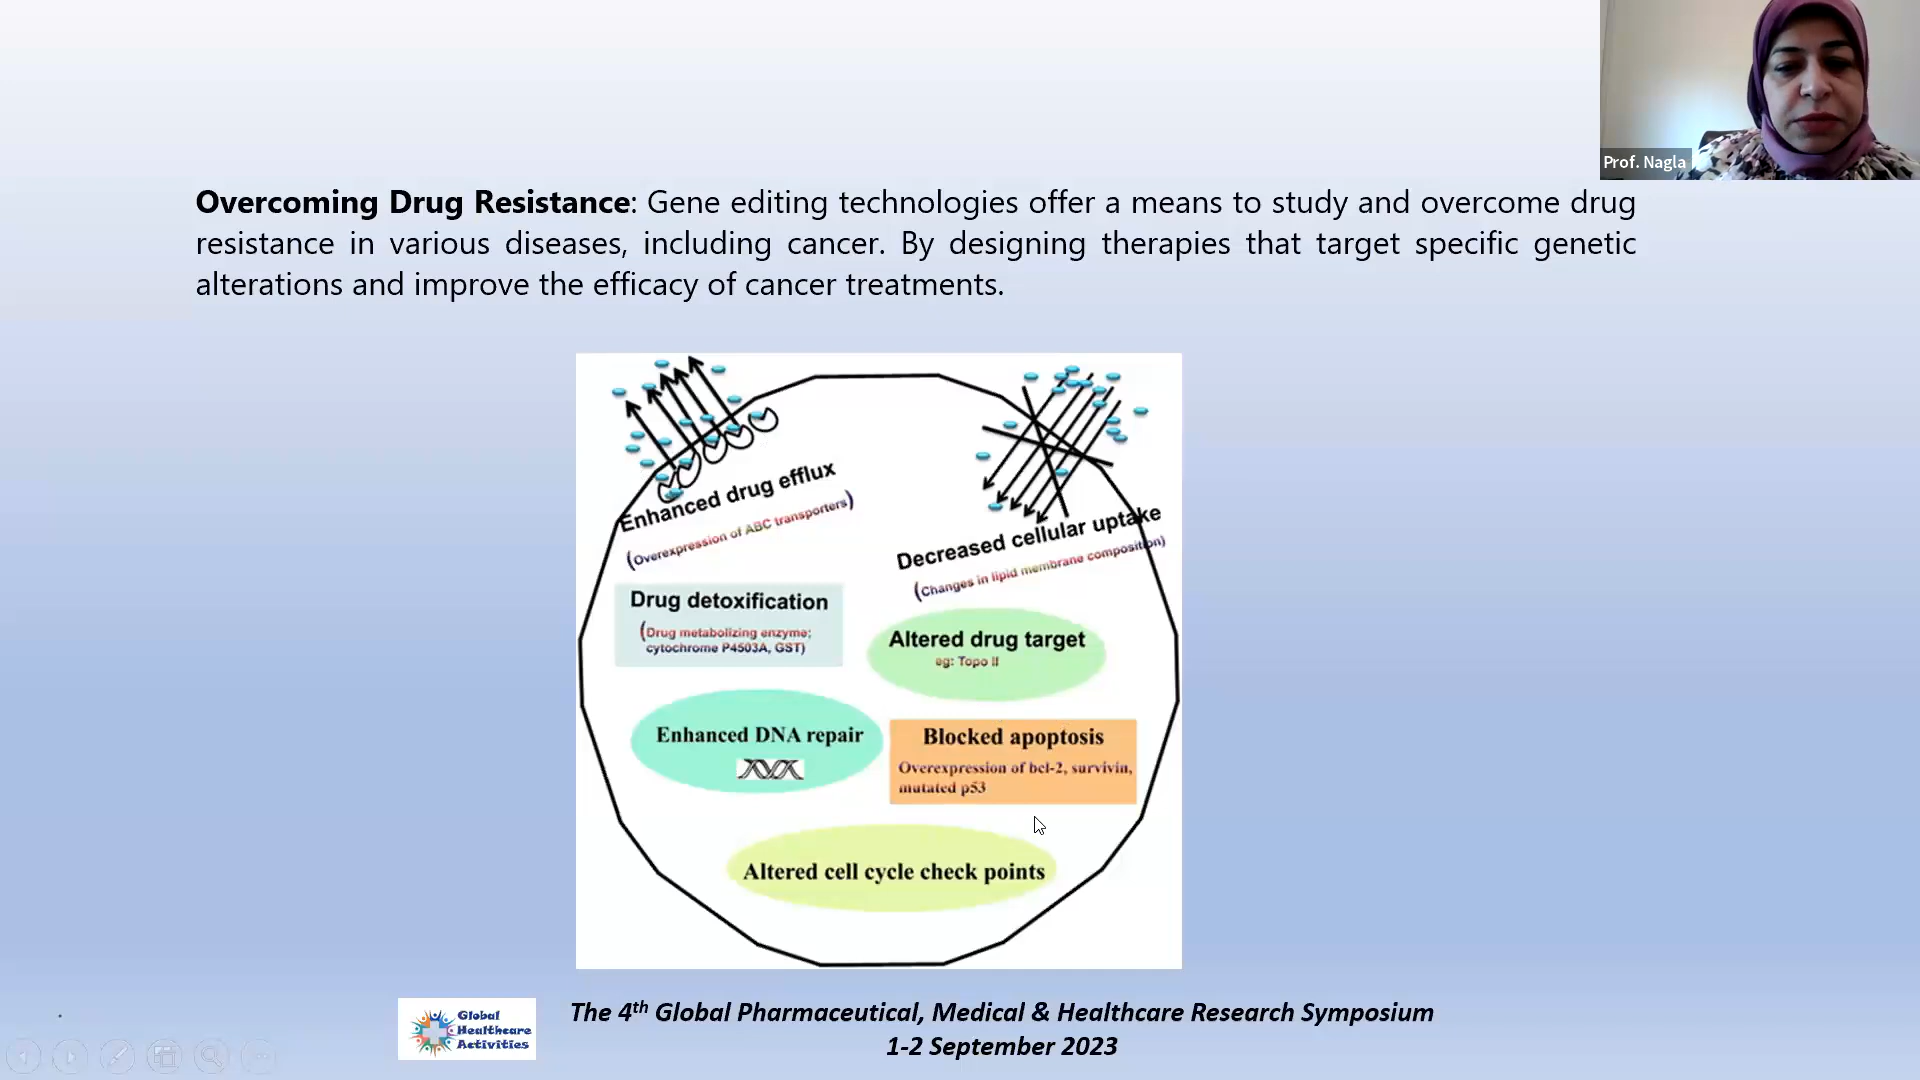 Prof. Nagla
Overcoming Drug Resistance: Gene editing technologies offer a means to study and overcome drug
resistance in various diseases, including cancer. By designing therapies that target specific genetic
alterations and improve the efficacy of cancer treatments.
Enhanced drug efflux
(Overexpression of ABC transporters)
Decreased cellular uptake
(Changes in lipid membrane composition)
Drug detoxification
(Drug metabolizing enzyme;
cytochrome P4503A, GST)
Altered drug target
eg: Topo II
Enhanced DNA repair
Blocked apoptosis
Overexpression of bcl-2, survivin,
mutated p53
Altered cell cycle check points
Global
Healthcare
Activities
The 4th Global Pharmaceutical, Medical & Healthcare Research Symposium
1-2 September 2023